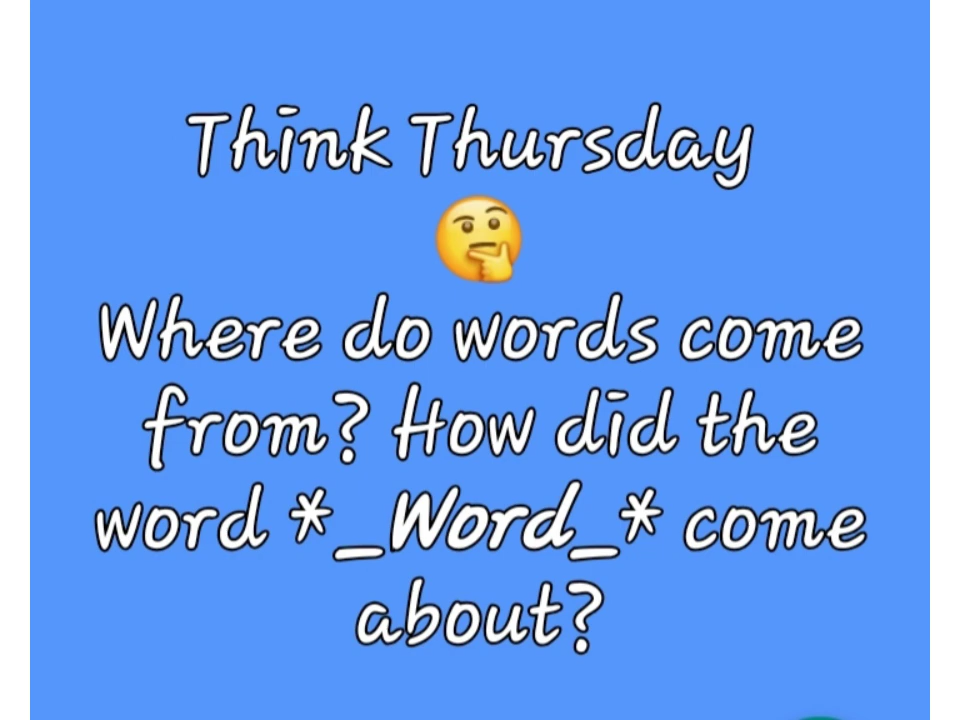 Think Thursday
🤔
Where do words come
from? How did the
word *_Word_* come
about?